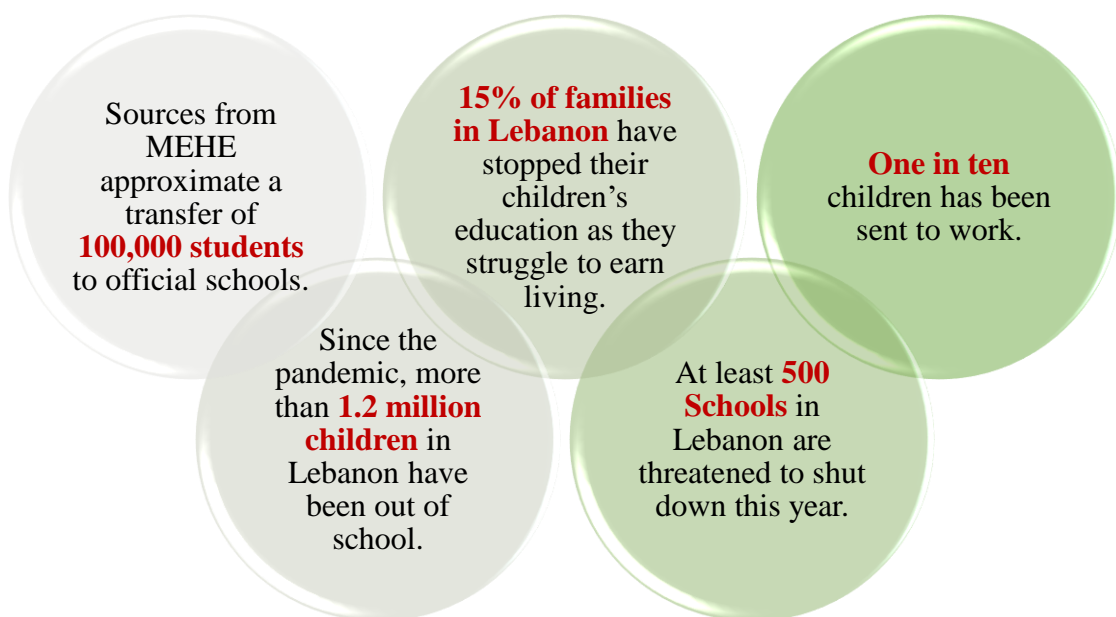 Sources from
MEHE
approximate a
transfer of
100,000 students
to official schools.
Since the
pandemic, more
than 1.2 million
children in
Lebanon have
been out of
school.
15% of families
in Lebanon have
stopped their
children’s
education as they
struggle to earn
living.
At least 500
Schools in
Lebanon are
threatened to shut
down this year.
One in ten
children has been
sent to work.